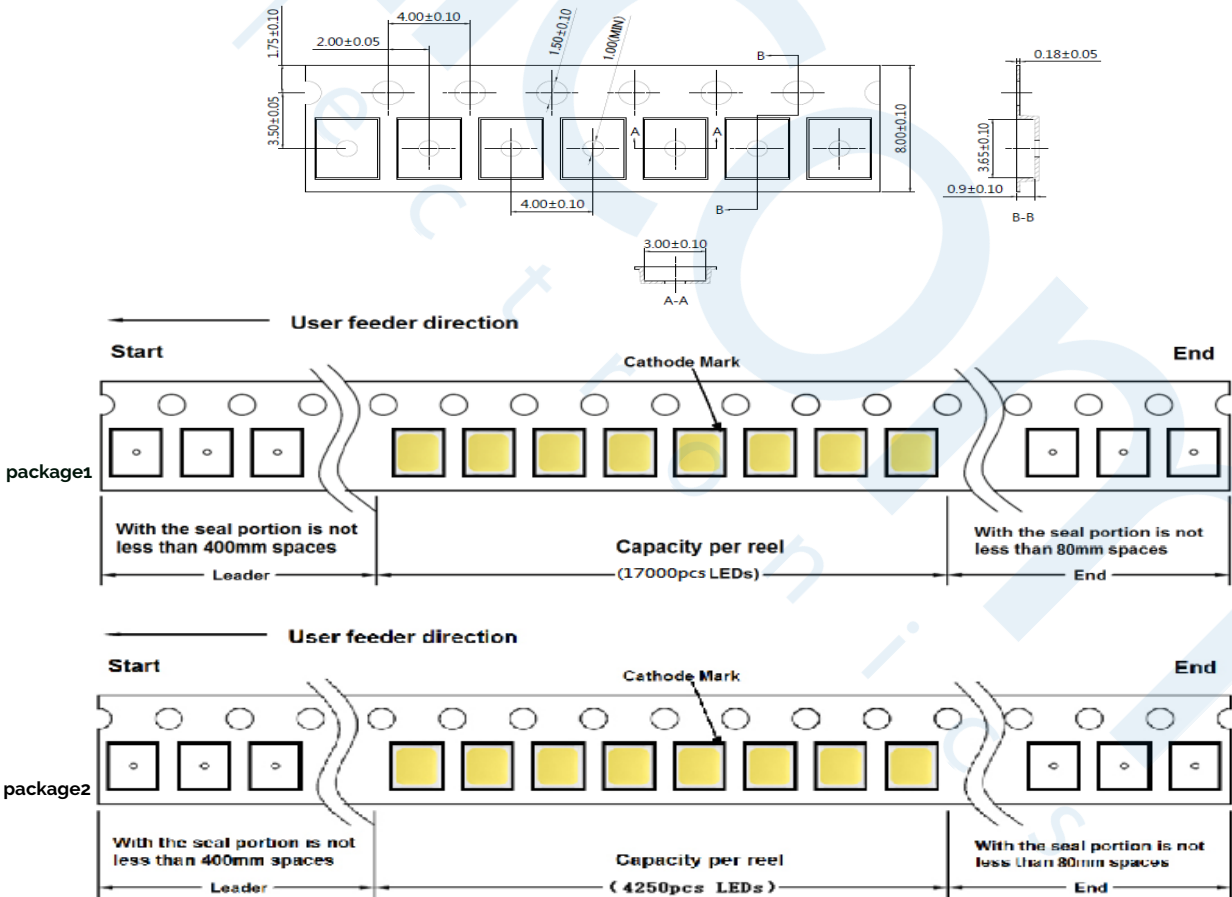 4.00±0.10
1.75±0.10
2.00±0.05
1.50±0.10
1.00(MIN)
B
0.18±0.05
3.50±0.05
A
A
8.00±0.10
3.65±0.10
4.00±0.10
B
0.9±0.10
B-B
3.00±0.10
A-A
User feeder direction
Start
End
Cathode Mark
package1
With the seal portion is not
less than 400mm spaces
Leader
Capacity per reel
(17000pcs LEDs)
With the seal portion is not
less than 80mm spaces
End
User feeder direction
Start
End
Cathode Mark
package2
With the seal portion is not
less than 400mm spaces
Leader
Capacity per reel
(4250pcs LEDs)
With the seal portion is not
less than 80mm spaces
End